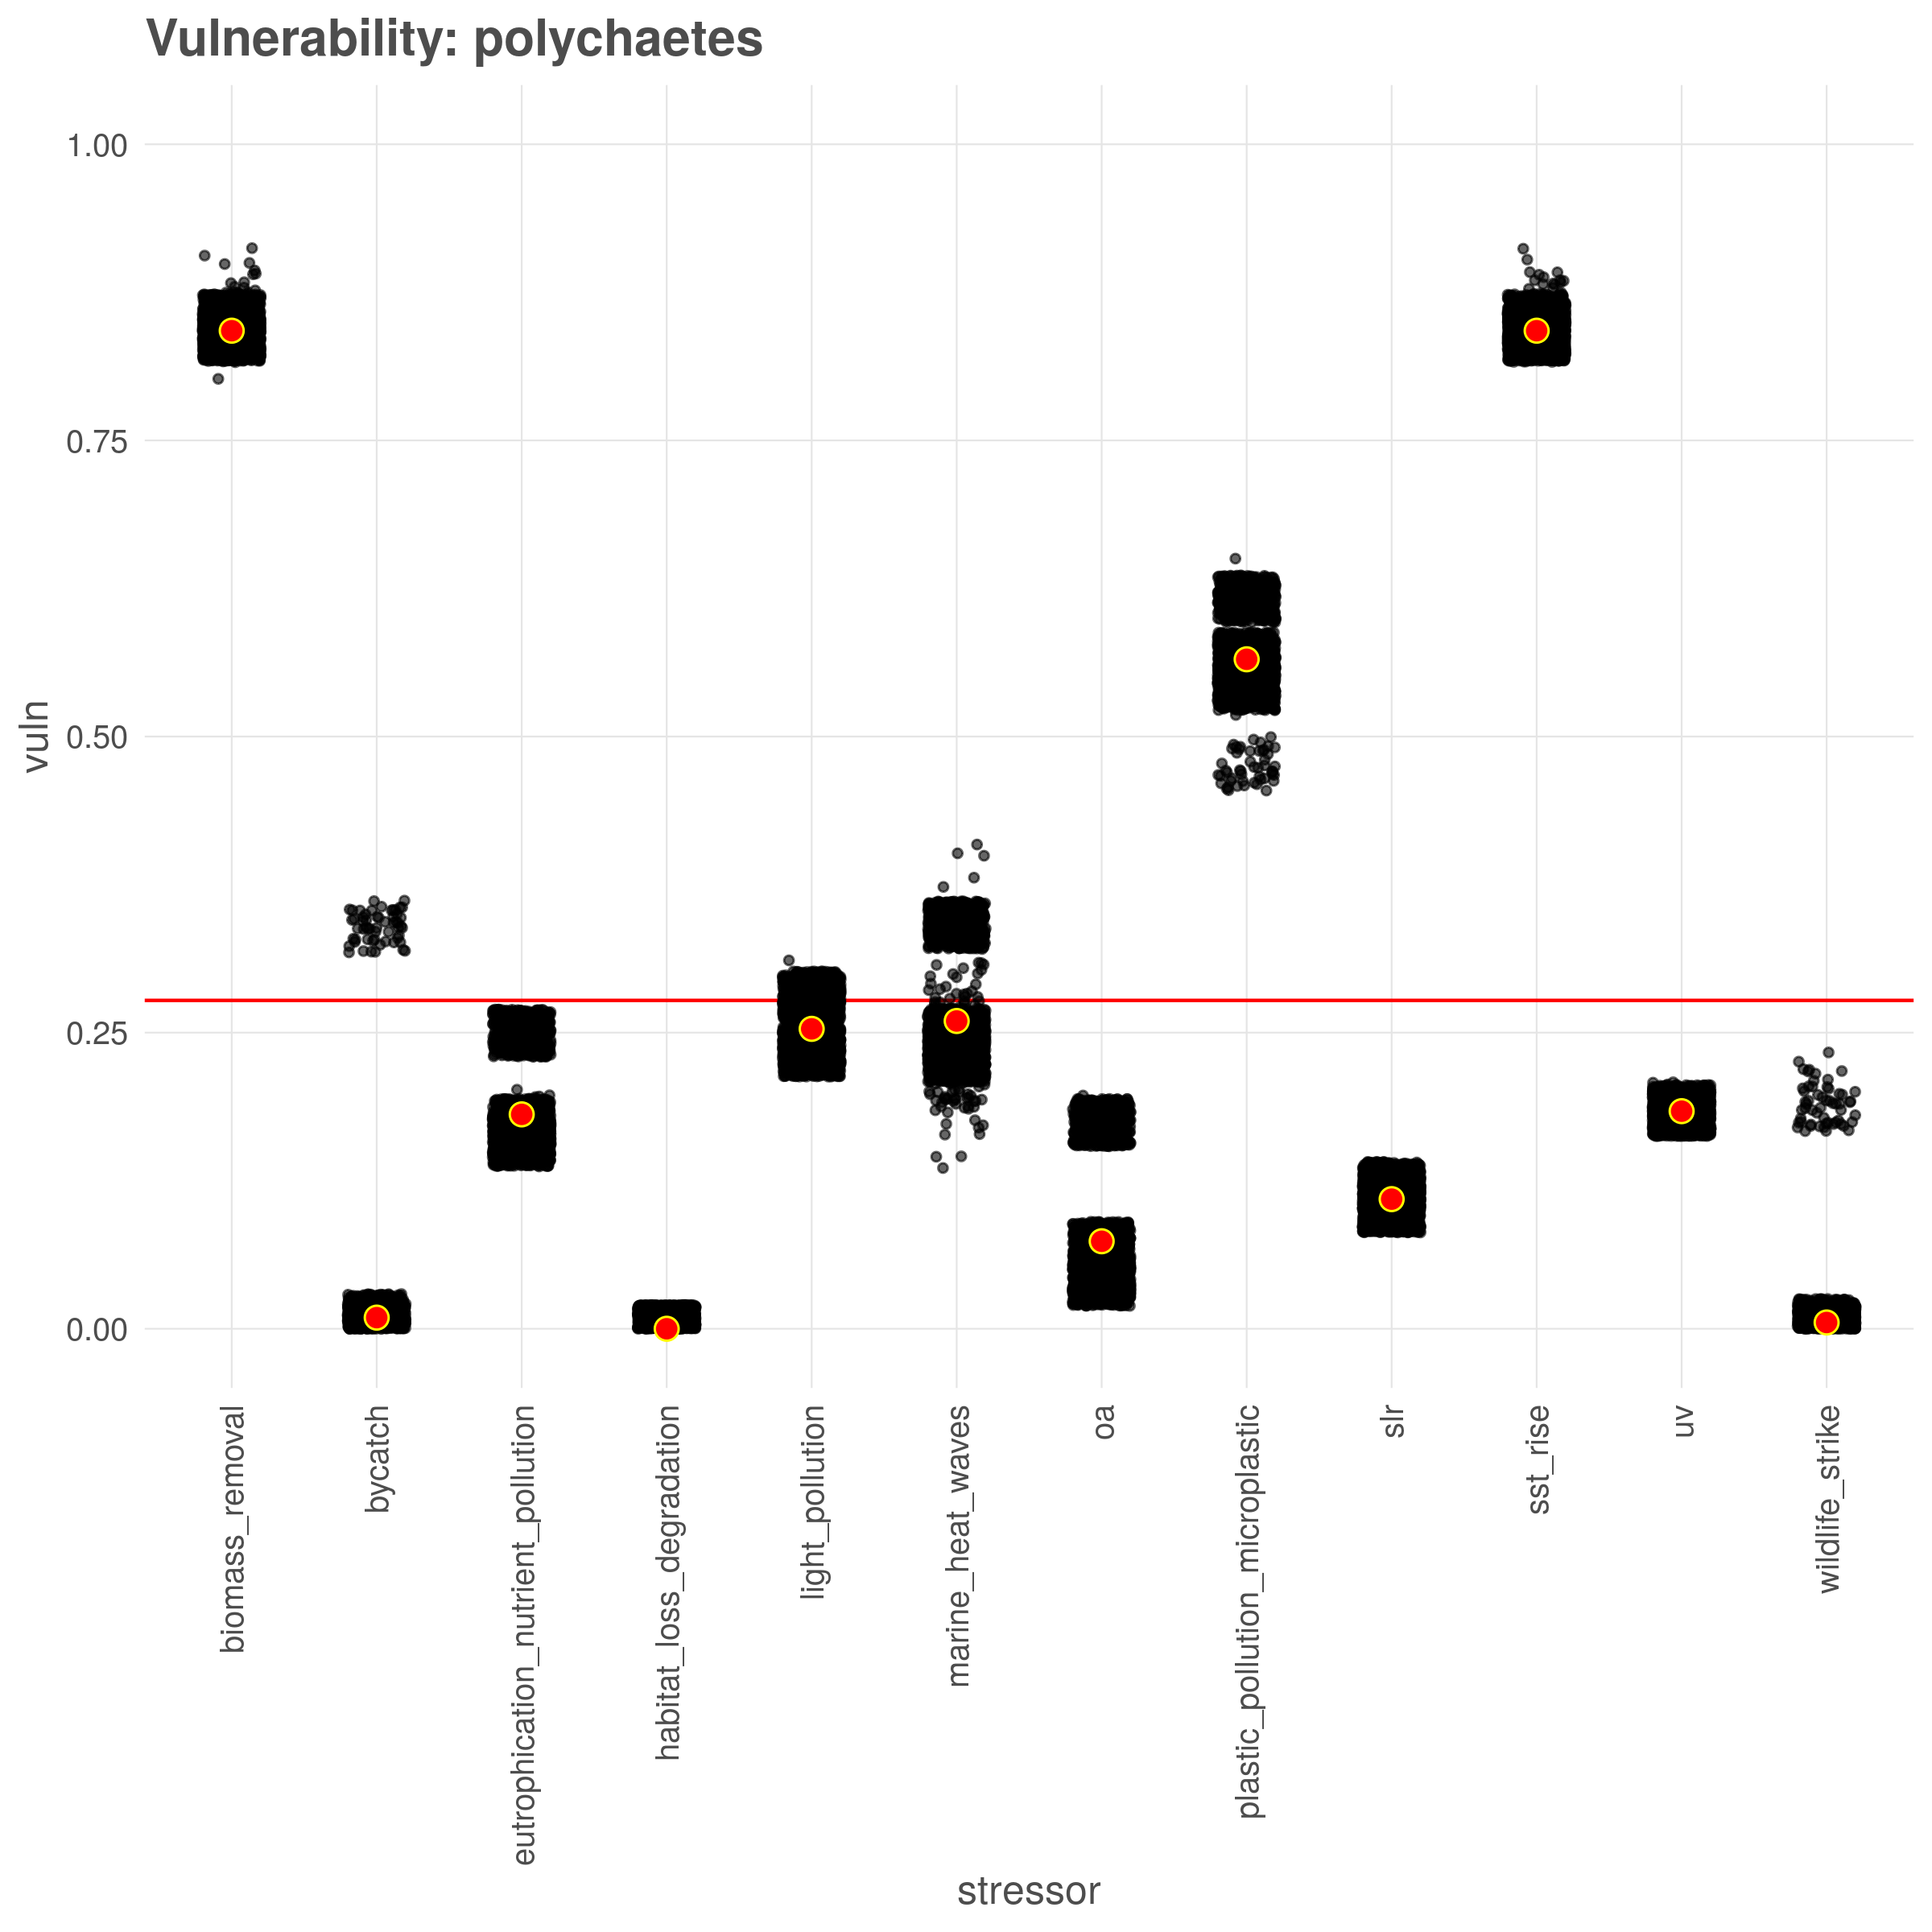 Vulnerability: polychaetes
1.00
0.75
0.50
0.25
0.00
vuln
biomass_removal
bycatch
eutrophication_nutrient_pollution
habitat_loss_degradation
light_pollution
marine_heat_waves
oa
plastic_pollution_microplastic
slr
sst_rise
uv
wildlife_strike
stressor